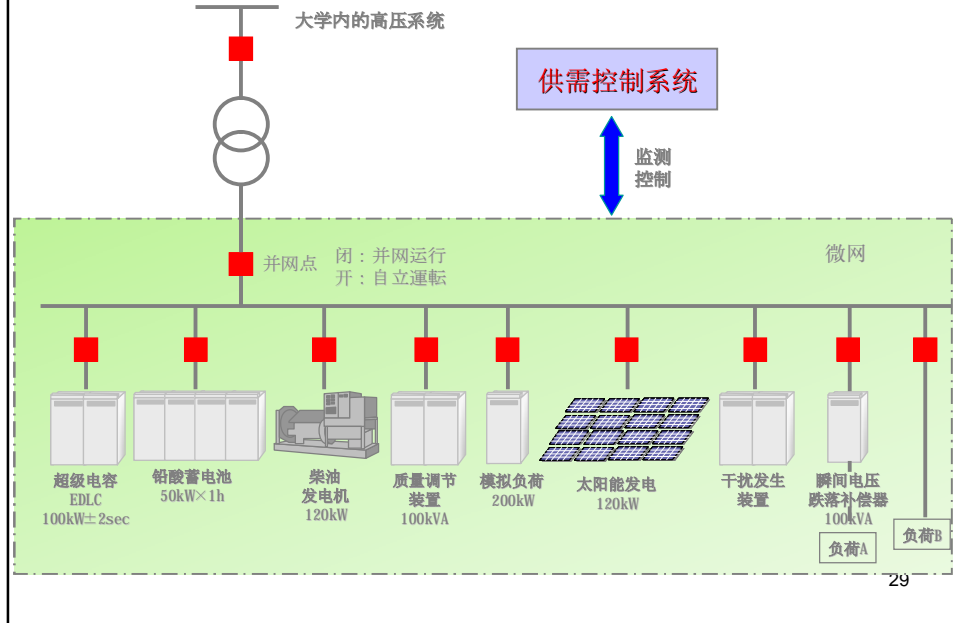 大学内的高压系统
供需控制系统
监测
控制
并网点
闭：并网运行
开：自立運転
微网
超级电容
EDLC
100kW±2sec
铅酸蓄电池
50kW×1h
柴油
发电机
120kW
质量调节
装置
100kVA
模拟负荷
200kW
太阳能发电
120kW
干扰发生
装置
瞬间电压
跌落补偿器
100kVA
负荷A
负荷B
29